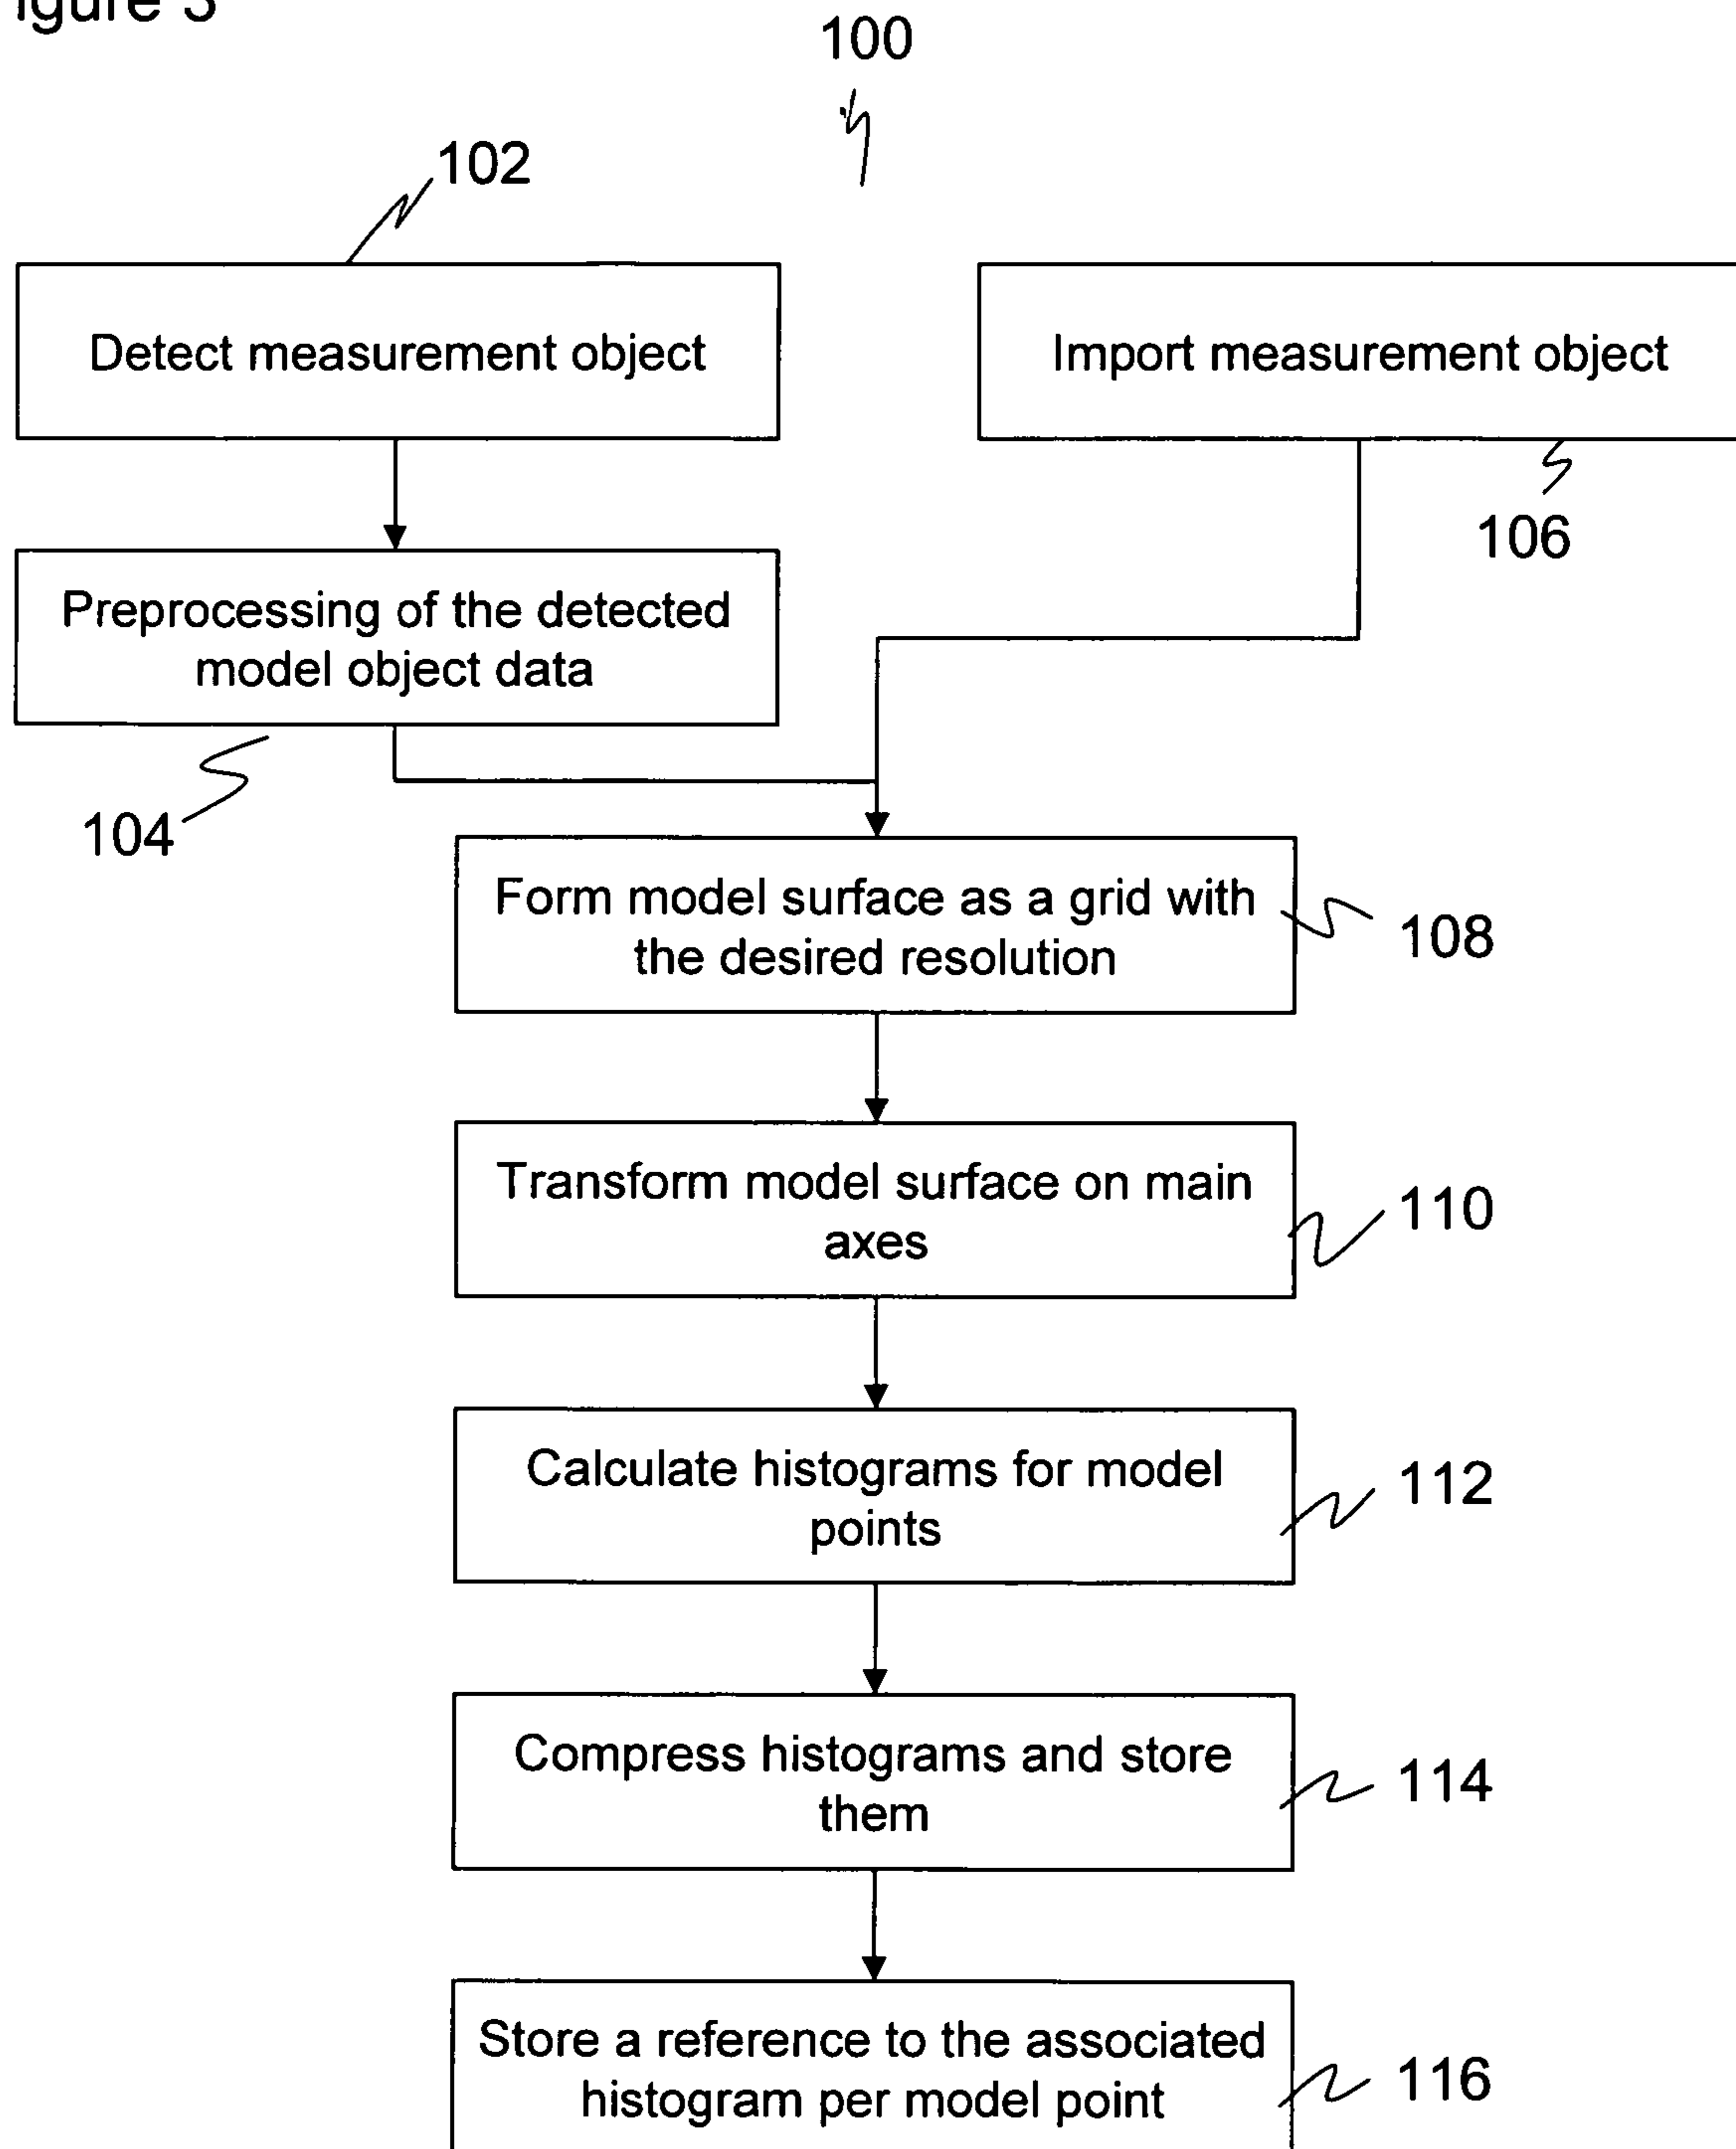 igure 3
100
102
Detect measurement object
Import measurement object
106
Preprocessing of the detected
model object data
104
Form model surface as a grid with
the desired resolution
108
Transform model surface on main
axes
110
Calculate histograms for model
points
112
Compress histograms and store
them
114
Store a reference to the associated
histogram per model point
116